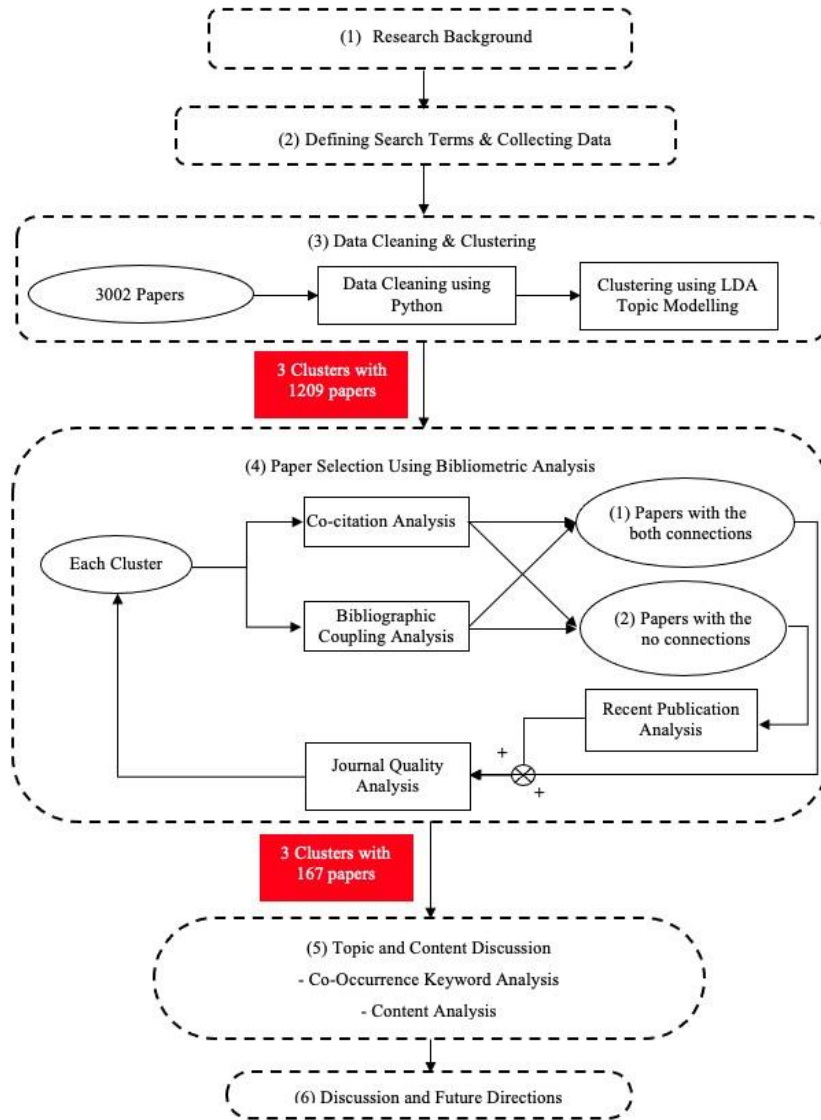 (1) Research Background
(2) Defining Search Terms & Collecting Data
(3) Data Cleaning & Clustering
3002 Papers
Data Cleaning using
Python
Clustering using LDA
Topic Modelling
3 Clusters with
1209 papers
(4) Paper Selection Using Bibliometric Analysis
Each Cluster
Co-citation Analysis
Bibliographic
Coupling Analysis
(1) Papers with the
both connections
(2) Papers with the
no connections
Recent Publication
Analysis
+
+
Journal Quality
Analysis
3 Clusters with
167 papers
(5) Topic and Content Discussion
- Co-Occurrence Keyword Analysis
- Content Analysis
(6) Discussion and Future Directions